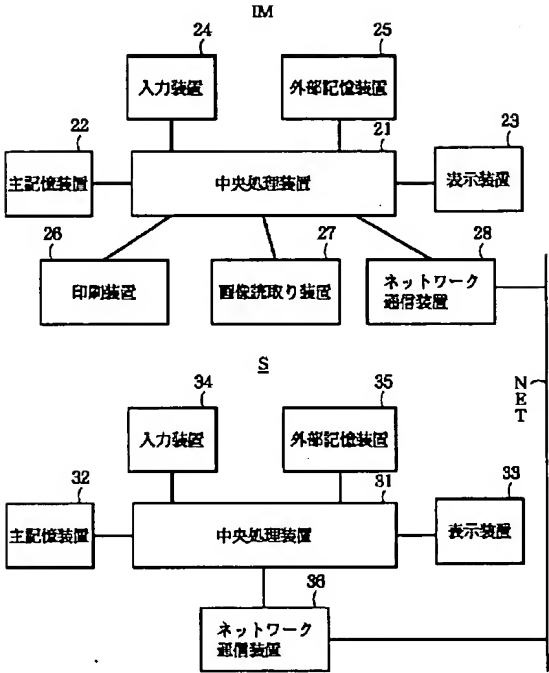 IM
24
25
入力装置
外部記憶装置
22
21
23
主記憶装置
中央処理装置
表示装置
26
27
28
印刷装置
画像読取り装置
ネットワーク
通信装置
S
NET
34
35
入力装置
外部記憶装置
32
31
33
主記憶装置
中央処理装置
表示装置
36
ネットワーク
通信装置